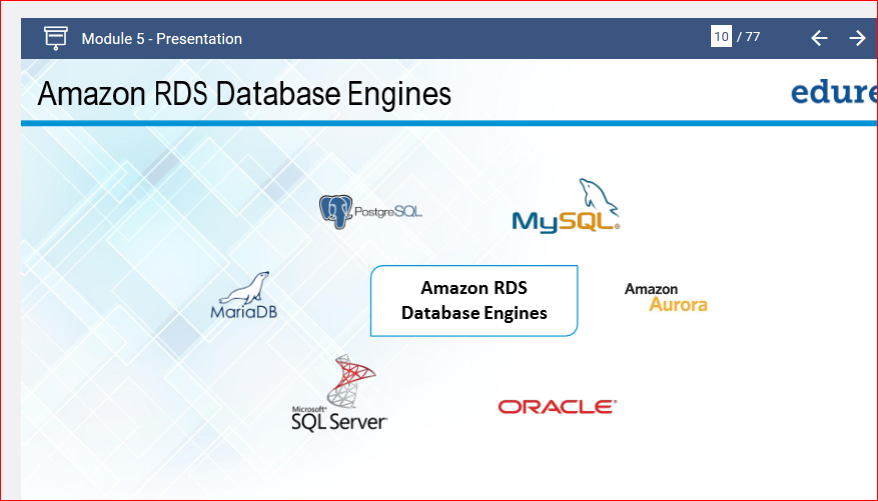 Module 5 - Presentation
10 / 77
Amazon RDS Database Engines
edure
PostgreSQL
MySQL®
MariaDB
Amazon RDS
Database Engines
Amazon
Aurora
Microsoft®
SQL Server
ORACLE®